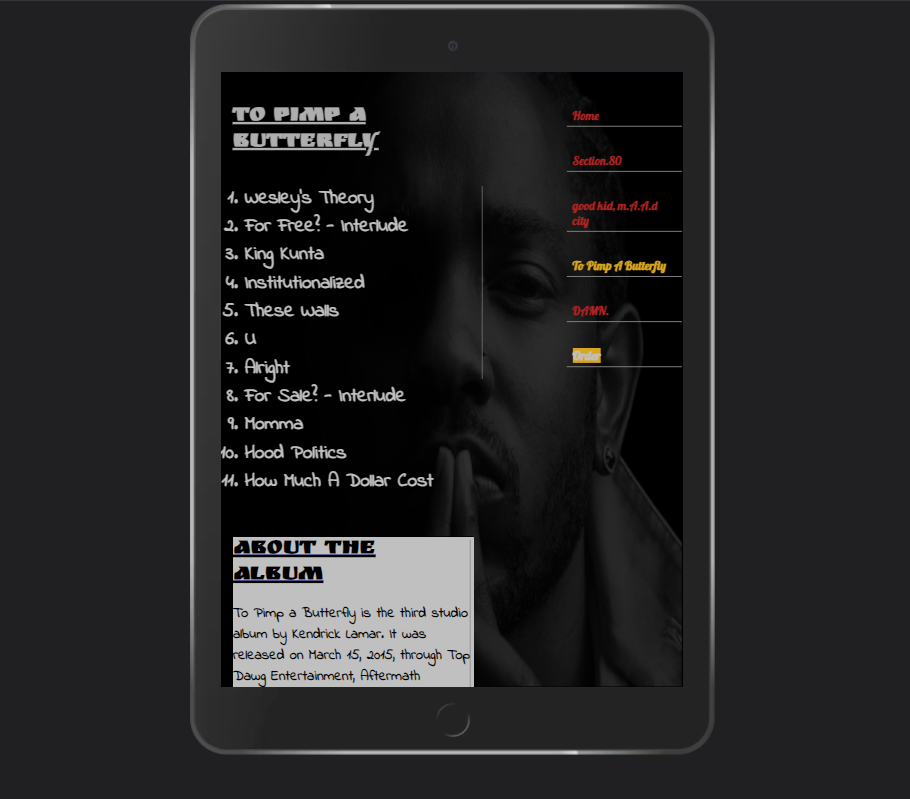 TO PIMP A
BUTTERFLY
1. Wesley's Theory
2. For Free? - Interlude
3. King Kunta
4. Institutionalized
5. These Walls
6. U
7. Alright
8. For Sale? - Interlude
9. Momma
10. Hood Politics
11. How Much A Dollar Cost
ABOUT THE
ALBUM
To Pimp a Butterfly is the third studio
album by Kendrick Lamar. It was
released on March 15, 2015, through Top
Dawg Entertainment, Aftermath
Home
Section.80
good kid, m.A.A.d
city
To Pimp A Butterfly
DAMN.
Order